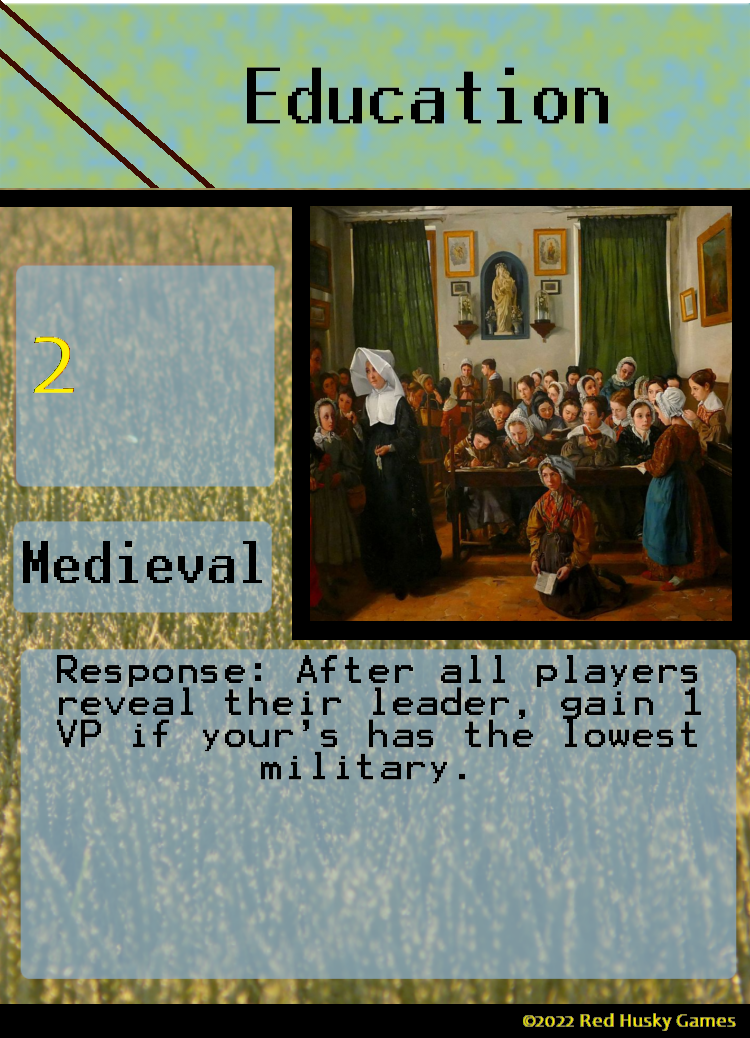 Education
2
Medieval
Response: After all players
reveal their leader, gain 1
VP if your's has the lowest
military.
©2022 Red Husky Games